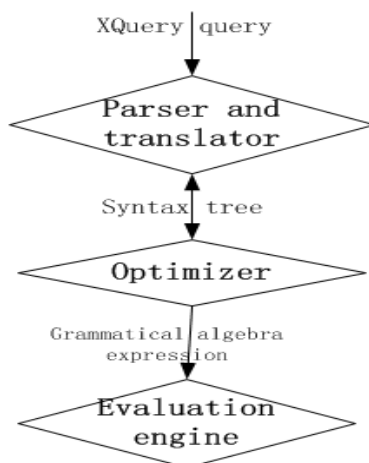 XQuery query
Parser and
translator
Syntax tree
Optimizer
Grammatical algebra
expression
Evaluation
engine